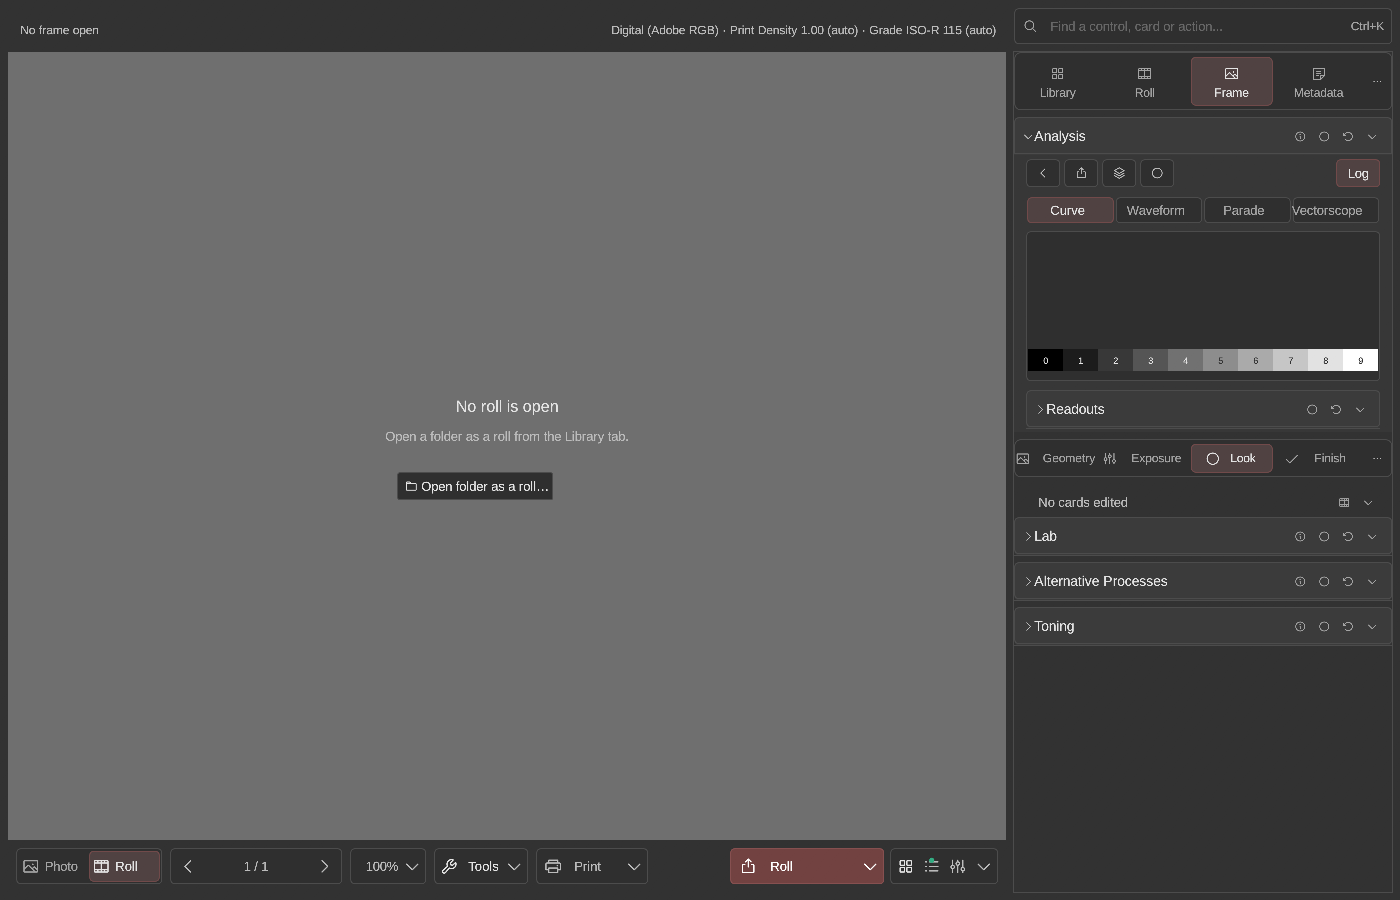 No frame open
Digital (Adobe RGB) · Print Density 1.00 (auto) · Grade ISO-R 115 (auto)
Find a control, card or action...
Ctrl+K
Library
Roll
Frame
Metadata
...
Analysis
Log
Curve
Waveform
Parade
Vectorscope
0 1 2 3 4 5 6 7 8 9
Readouts
Geometry
Exposure
Look
Finish
...
No cards edited
Lab
Alternative Processes
Toning
No roll is open
Open a folder as a roll from the Library tab.
Open folder as a roll...
Photo
Roll
1 / 1
100%
Tools
Print
Roll